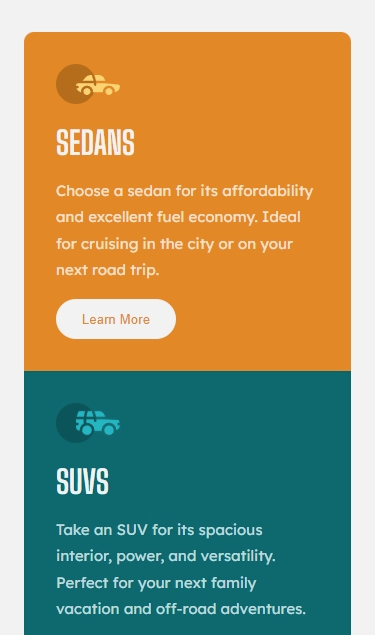 SEDANS
Choose a sedan for its affordability
and excellent fuel economy. Ideal
for cruising in the city or on your
next road trip.
Learn More
SUVS
Take an SUV for its spacious
interior, power, and versatility.
Perfect for your next family
vacation and off-road adventures.